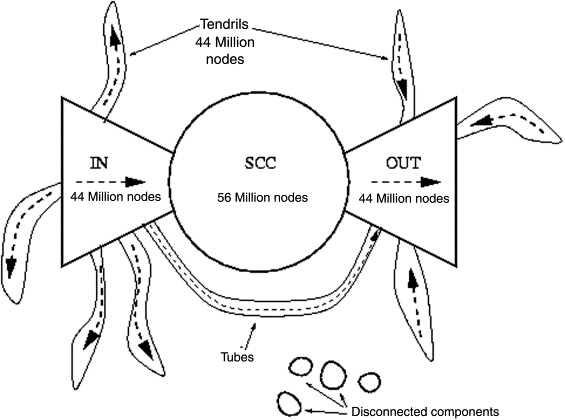 Tendrils
44 Million
nodes
IN
44 Million nodes
SCC
56 Million nodes
OUT
44 Million nodes
Tubes
Disconnected components